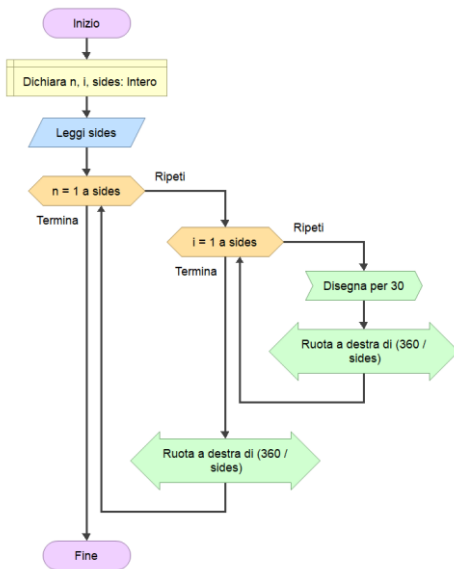 Inizio
Dichiara n, i, sides: Intero
Leggi sides
n = 1 a sides
Ripeti
Termina
i = 1 a sides
Ripeti
Termina
Disegna per 30
Ruota a destra di (360 /
sides)
Ruota a destra di (360 /
sides)
Fine